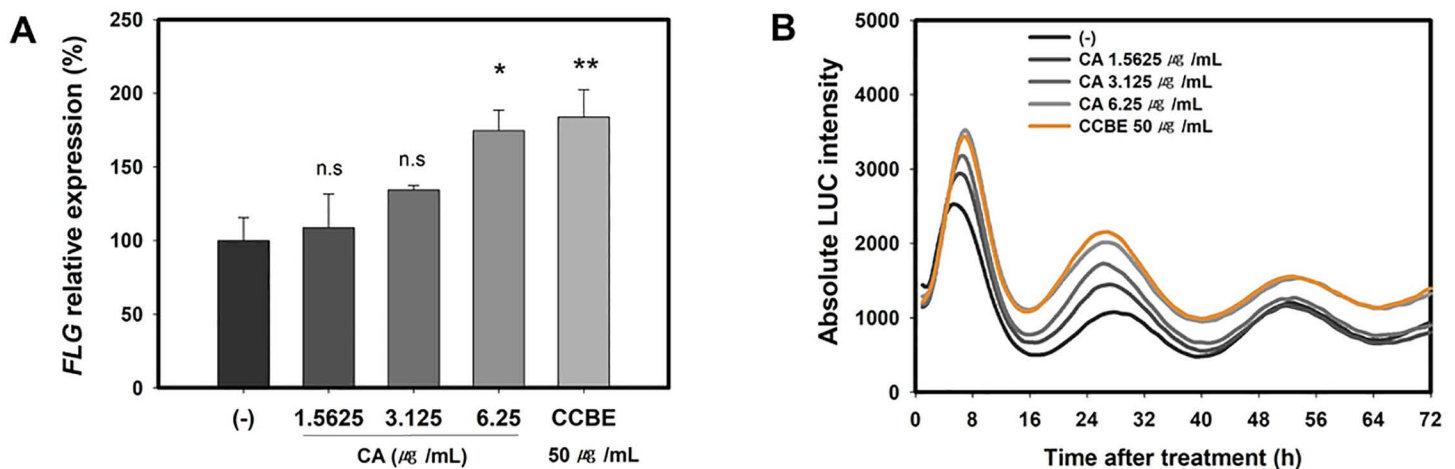 A
FLG relative expression (%)
250
200
150
100
50
0
n.s
n.s
*
**
(-)
1.5625
3.125
6.25
CCBE
CA (㎍ /mL)
50 ㎍ /mL
B
Absolute LUC intensity
5000
4000
3000
2000
1000
0
(-)
CA 1.5625 ㎍ /mL
CA 3.125 ㎍ /mL
CA 6.25 ㎍ /mL
CCBE 50 ㎍ /mL
0 8 16 24 32 40 48 56 64 72
Time after treatment (h)